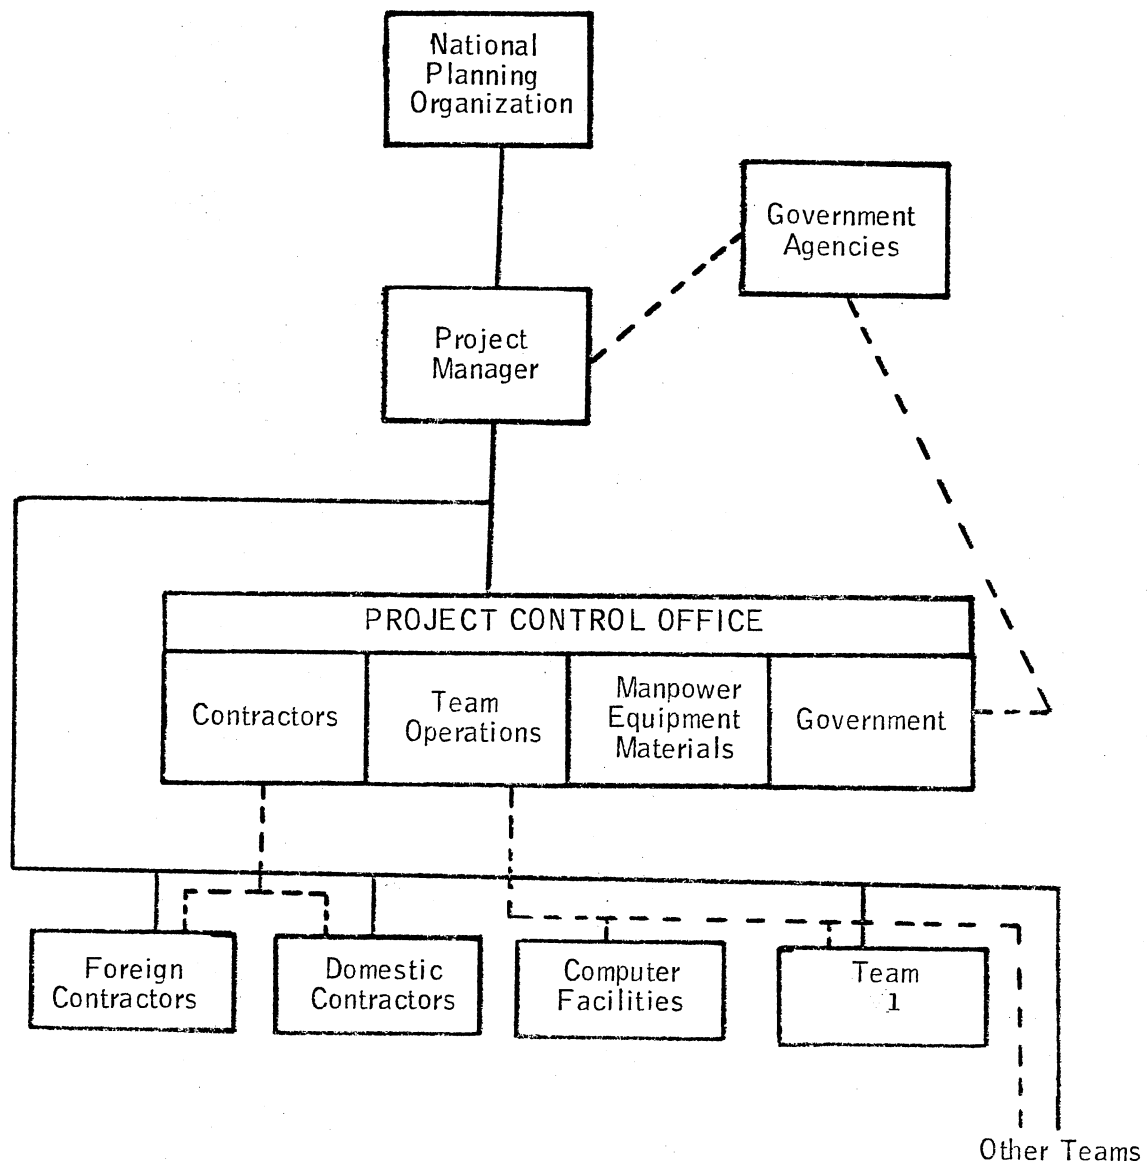 National
Planning
Organization
Government
Agencies
Project
Manager
PROJECT CONTROL OFFICE
Contractors
Team
Operations
Manpower
Equipment
Materials
Government
Foreign
Contractors
Domestic
Contractors
Computer
Facilities
Team
1
Other Teams